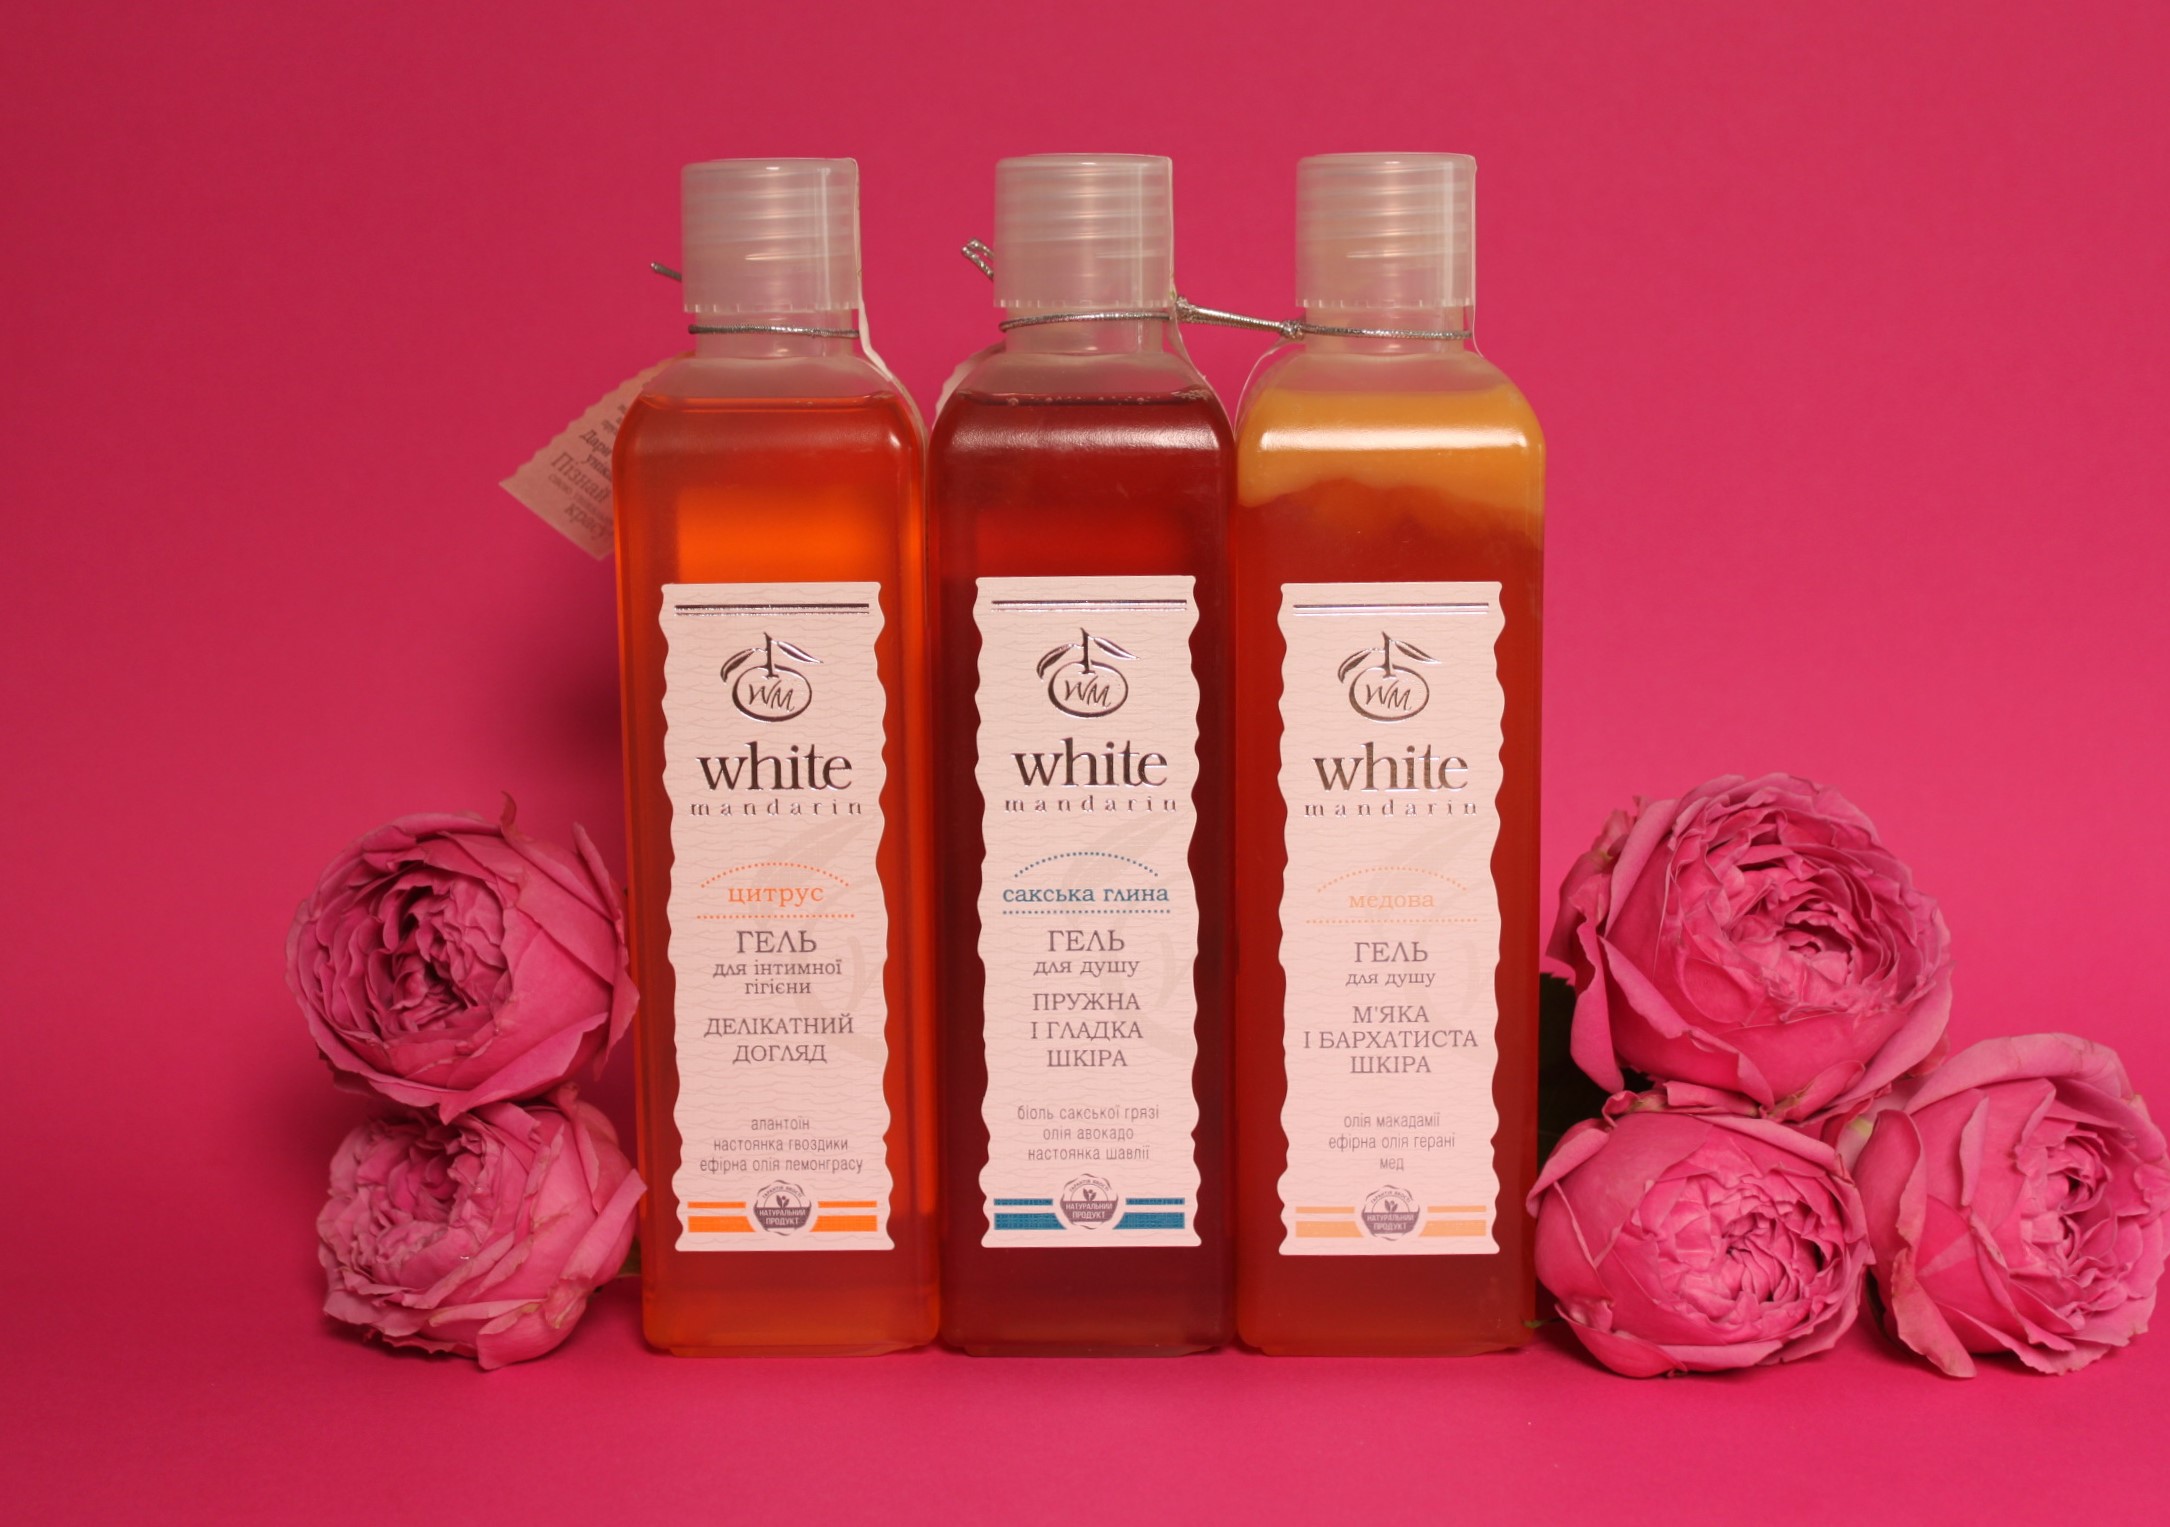 WM
white
mandarin
цитрус
ГЕЛЬ
для інтимної
гігієни
ДЕЛІКАТНИЙ
ДОГЛЯД
алантоїн
настоянка гвоздики
ефірна олія лемонграсу
НАТУРАЛЬНИЙ
ПРОДУКТ
WM
white
mandarin
сакська глина
ГЕЛЬ
для душу
ПРУЖНА
І ГЛАДКА
ШКІРА
біоль сакської грязі
олія авокадо
настоянка шавлії
НАТУРАЛЬНИЙ
ПРОДУКТ
WM
white
mandarin
медова
ГЕЛЬ
для душу
М'ЯКА
І БАРХАТИСТА
ШКІРА
олія макадамії
ефірна олія герані
мед
НАТУРАЛЬНИЙ
ПРОДУКТ
Пізнай
красу